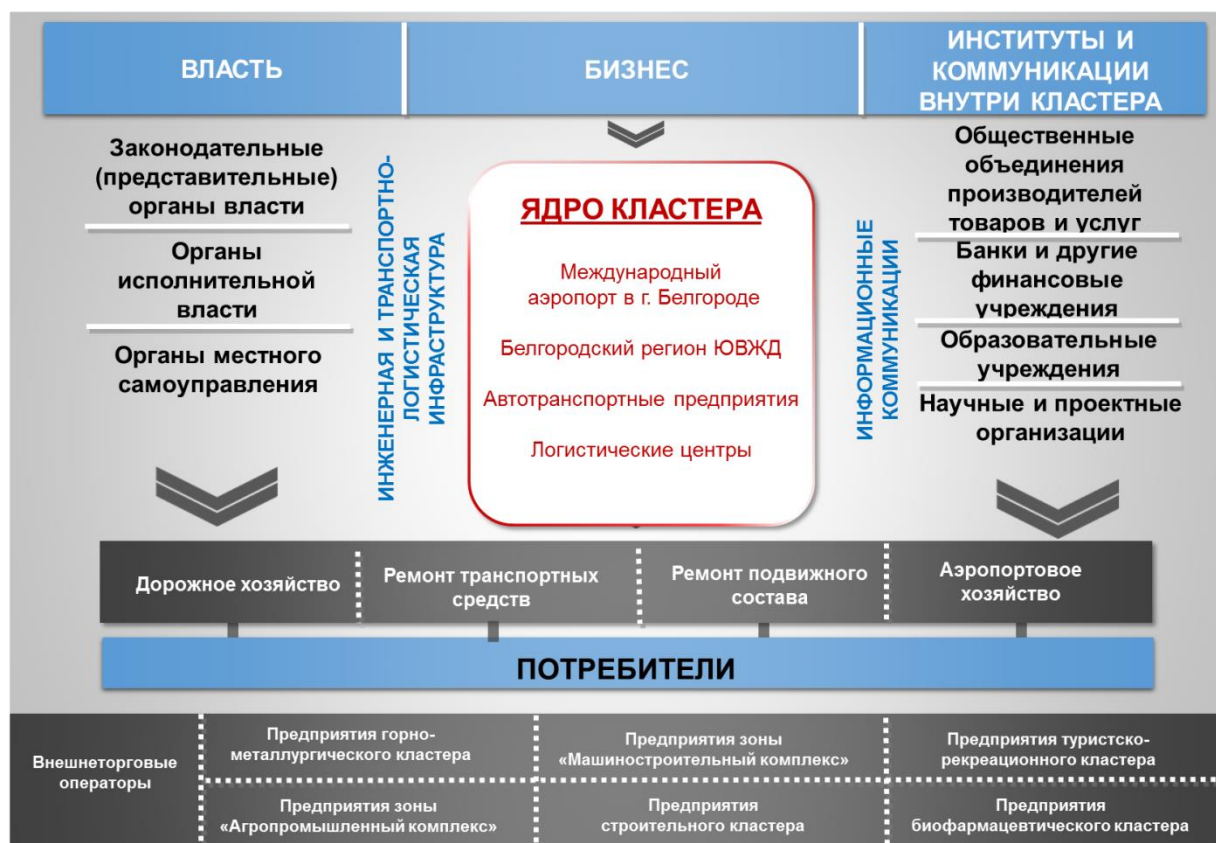 ВЛАСТЬ
БИЗНЕС
ИНСТИТУТЫ И
КОММУНИКАЦИИ
ВНУТРИ КЛАСТЕРА
Законодательные
(представительные)
органы власти
Органы
исполнительной
власти
Органы местного
самоуправления
ИНЖЕНЕРНАЯ И ТРАНСПОРТНО-
ЛОГИСТИЧЕСКАЯ
ИНФРАСТРУКТУРА
ЯДРО КЛАСТЕРА
Международный
аэропорт в г. Белгороде
Белгородский регион ЮВЖД
Автотранспортные предприятия
Логистические центры
ИНФОРМАЦИОННЫЕ
КОММУНИКАЦИИ
Общественные
объединения
производителей
товаров и услуг
Банки и другие
финансовые
учреждения
Образовательные
учреждения
Научные и проектные
организации
Дорожное хозяйство
Ремонт транспортных
средств
Ремонт подвижного
состава
Аэропортовое
хозяйство
ПОТРЕБИТЕЛИ
Внешнеторговые
операторы
Предприятия горно-
металлургического кластера
Предприятия зоны
«Машиностроительный комплекс»
Предприятия туристско-
рекреационного кластера
Предприятия зоны
«Агропромышленный комплекс»
Предприятия
строительного кластера
Предприятия
биофармацевтического кластера